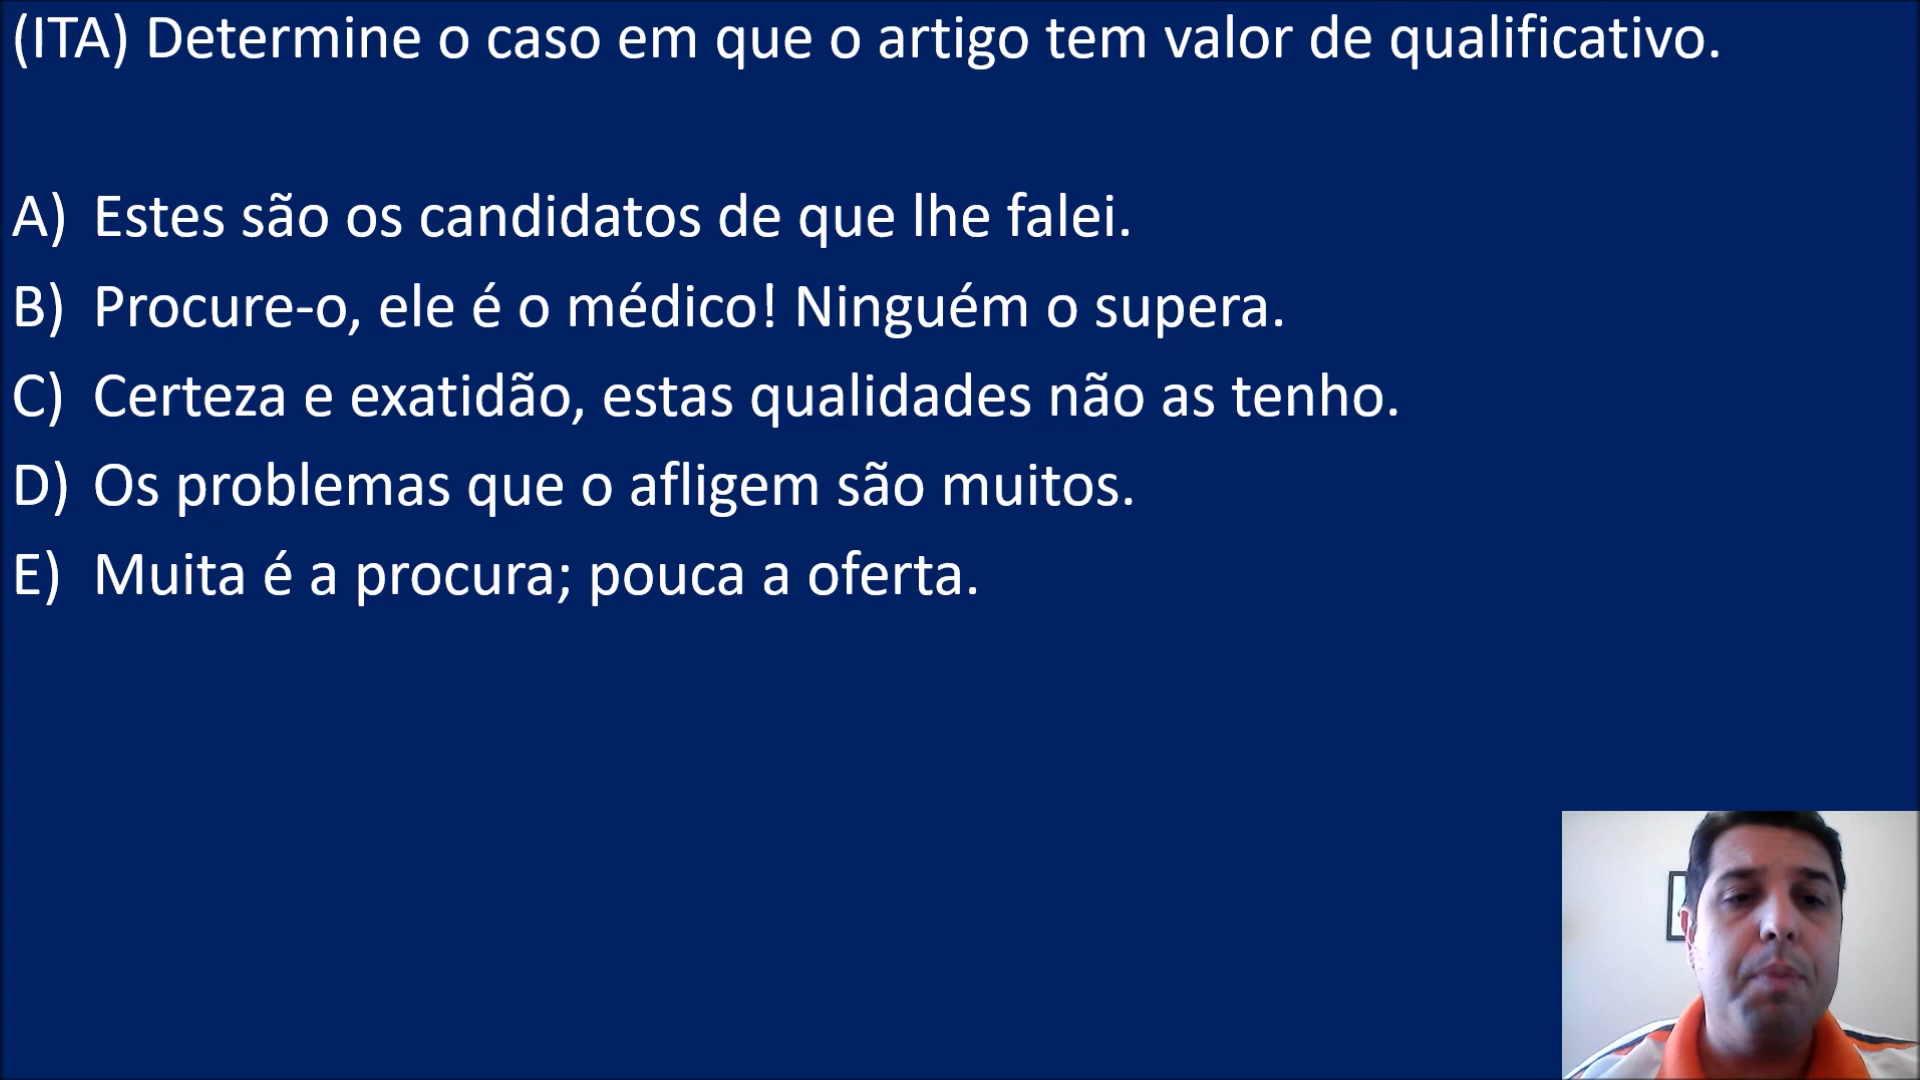 (ITA) Determine o caso em que o artigo tem valor de qualificativo.
A) Estes são os candidatos de que lhe falei.
B) Procure-o, ele é o médico! Ninguém o supera.
C) Certeza e exatidão, estas qualidades não as tenho.
D) Os problemas que o afligem são muitos.
E) Muita é a procura; pouca a oferta.